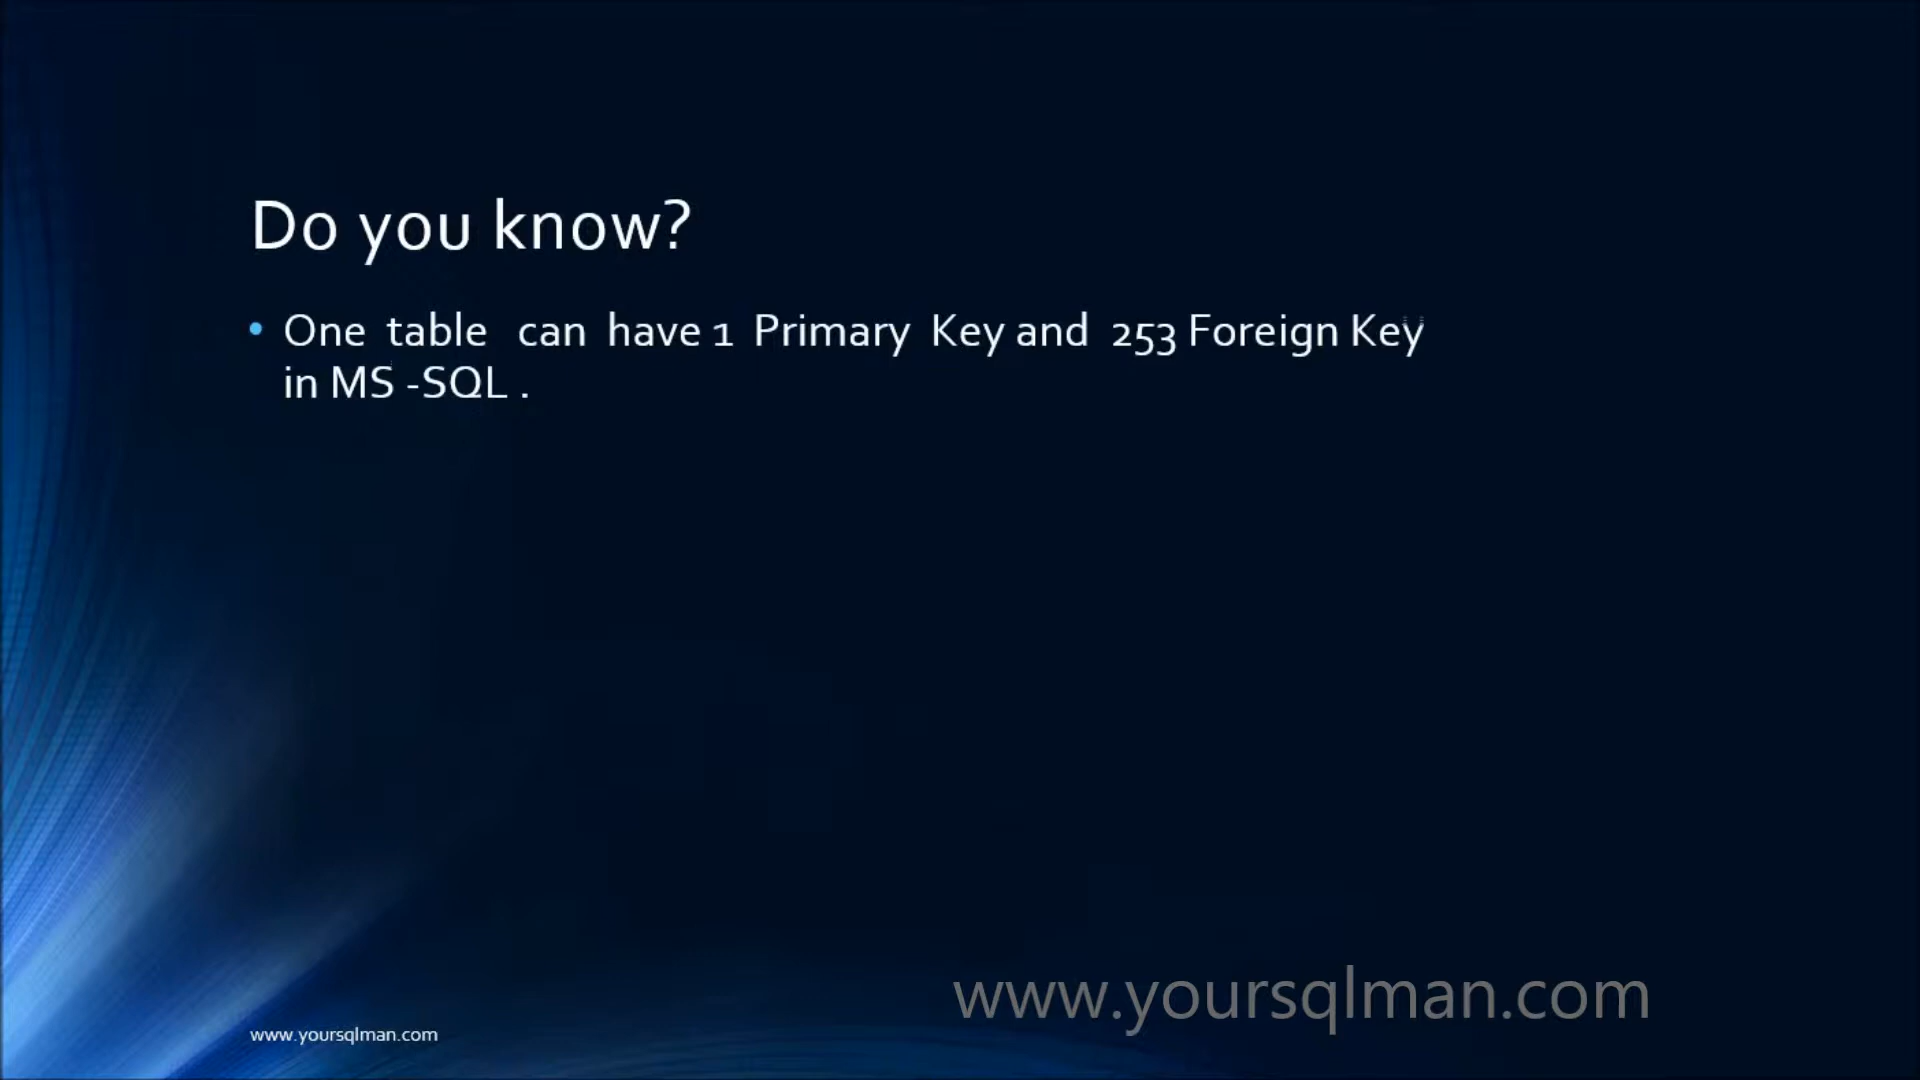 Do you know?
• One table can have 1 Primary Key and 253 Foreign Key
in MS -SQL .
www.yoursqlman.com
www.yoursqlman.com